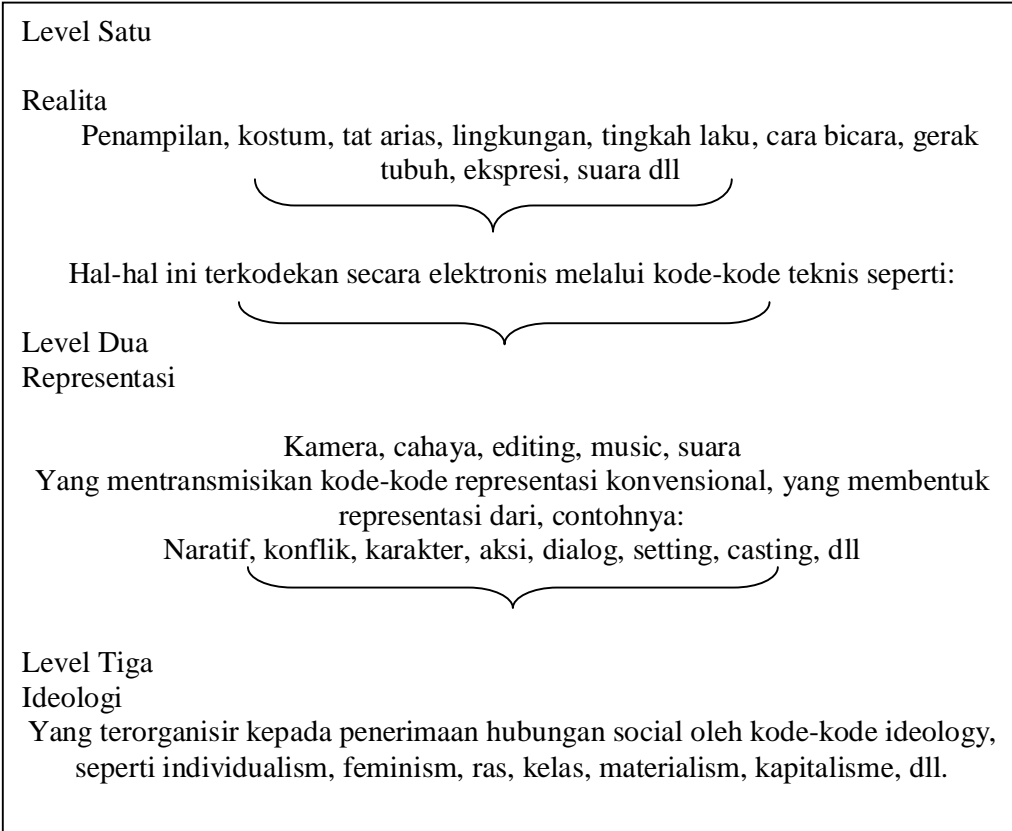 Level Satu
Realita
Penampilan, kostum, tat arias, lingkungan, tingkah laku, cara bicara, gerak
tubuh, ekspresi, suara dll
Hal-hal ini terkodekan secara elektronis melalui kode-kode teknis seperti:
Level Dua
Representasi
Kamera, cahaya, editing, music, suara
Yang mentransmisikan kode-kode representasi konvensional, yang membentuk
representasi dari, contohnya:
Naratif, konflik, karakter, aksi, dialog, setting, casting, dll
Level Tiga
Ideologi
Yang terorganisir kepada penerimaan hubungan social oleh kode-kode ideology,
seperti individualism, feminism, ras, kelas, materialism, kapitalisme, dll.